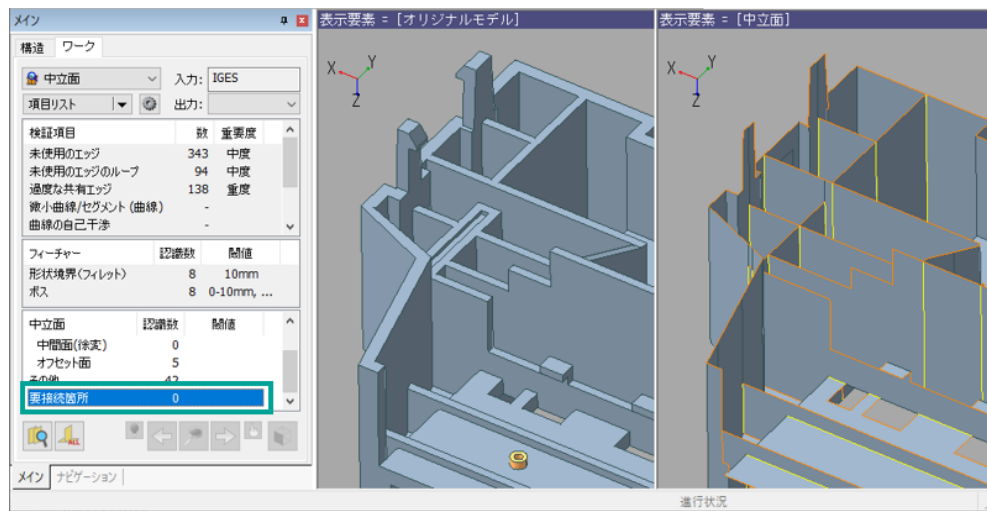 メイン
構造 ワーク
中立面 入力: IGES
項目リスト 出力:
検証項目 数 重要度
未使用のエッジ 343 中度
未使用のエッジのループ 94 中度
過度な共有エッジ 138 重度
微小曲線/セグメント (曲線) -
曲線の自己干渉 -
フィーチャー 認識数 閾値
形状境界(フィレット) 8 10mm
ボス 8 0-10mm, ...
中立面 認識数 閾値
中間面(徐変) 0
オフセット面 5
その他 42
要接続箇所 0
ALL
メイン ナビゲーション
表示要素 = [オリジナルモデル]
X Y
Z
表示要素 = [中立面]
X Y
Z
進行状況